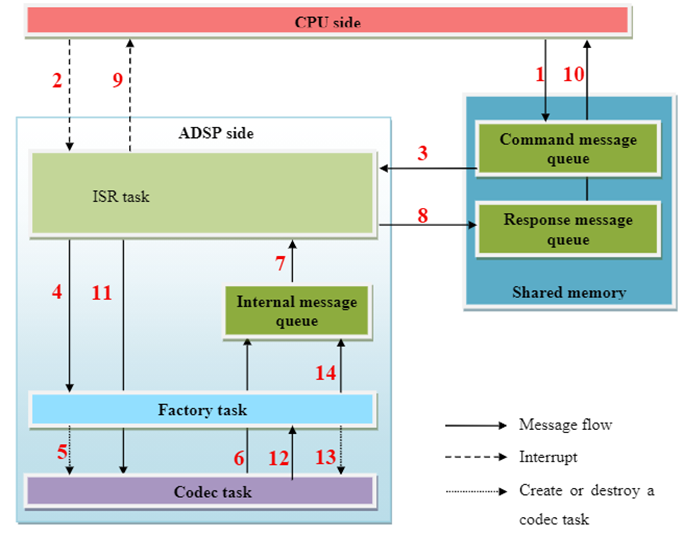 CPU side
2
9
1
10
ADSP side
Command message
queue
3
ISR task
8
Response message
queue
7
4
11
Internal message
queue
Shared memory
14
Factory task
5
6
12
13
Codec task
Message flow
Interrupt
Create or destroy a
codec task